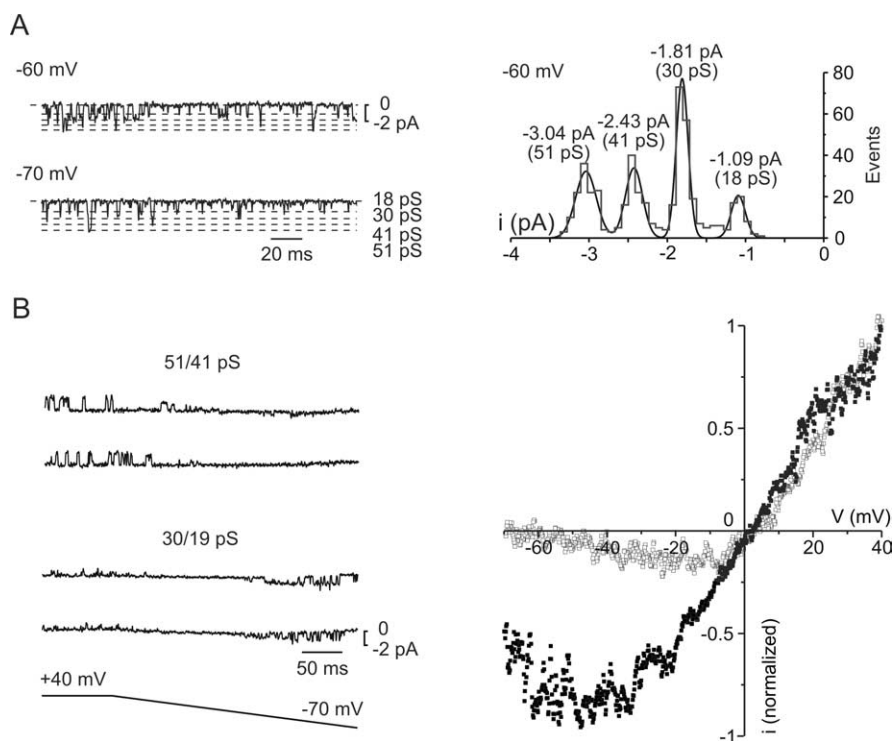 A
-60 mV
0
-2 pA
-70 mV
18 pS
30 pS
41 pS
51 pS
20 ms
-60 mV
-1.81 pA
(30 pS)
-2.43 pA
(41 pS)
-3.04 pA
(51 pS)
-1.09 pA
(18 pS)
80
60
40
20
0
Events
i (pA)
-4
-3
-2
-1
0
B
51/41 pS
30/19 pS
0
-2 pA
50 ms
+40 mV
-70 mV
1
0.5
0
-0.5
-1
V (mV)
-60
-40
-20
20
40
i (normalized)